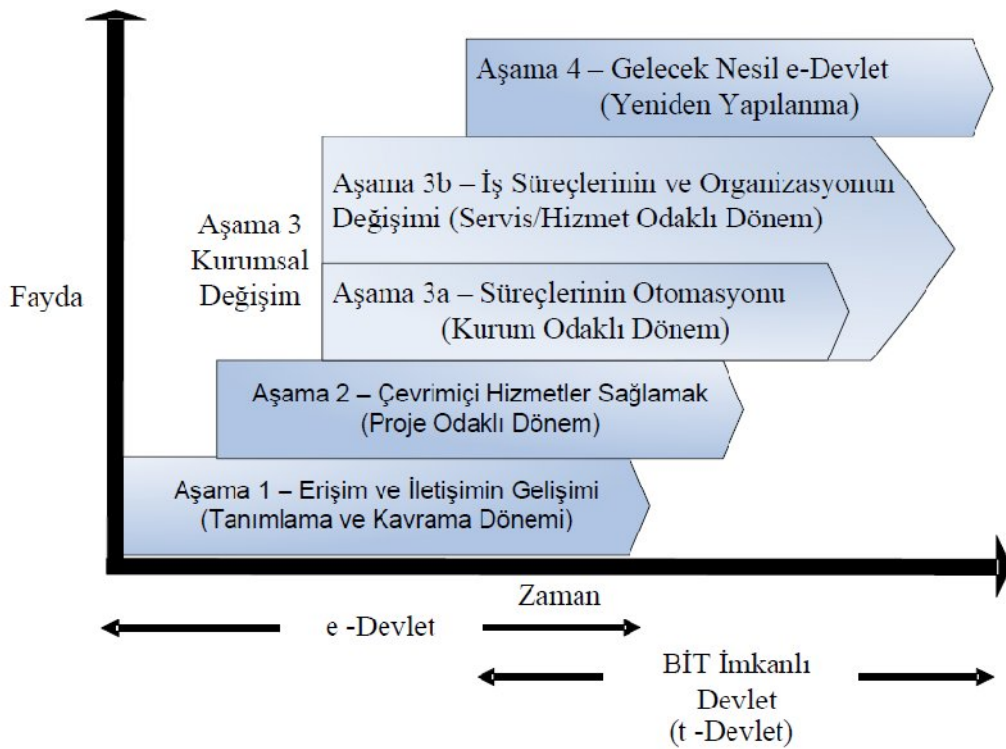 Aşama 4 – Gelecek Nesil e-Devlet
(Yeniden Yapılanma)
Aşama 3b – İş Süreçlerinin ve Organizasyonun
Değişimi (Servis/Hizmet Odaklı Dönem)
Aşama 3
Kurumsal
Değişim
Fayda
Aşama 3a – Süreçlerinin Otomasyonu
(Kurum Odaklı Dönem)
Aşama 2 – Çevrimiçi Hizmetler Sağlamak
(Proje Odaklı Dönem)
Aşama 1 – Erişim ve İletişimin Gelişimi
(Tanımlama ve Kavrama Dönemi)
Zaman
e -Devlet
BİT İmkanlı
Devlet
(t -Devlet)